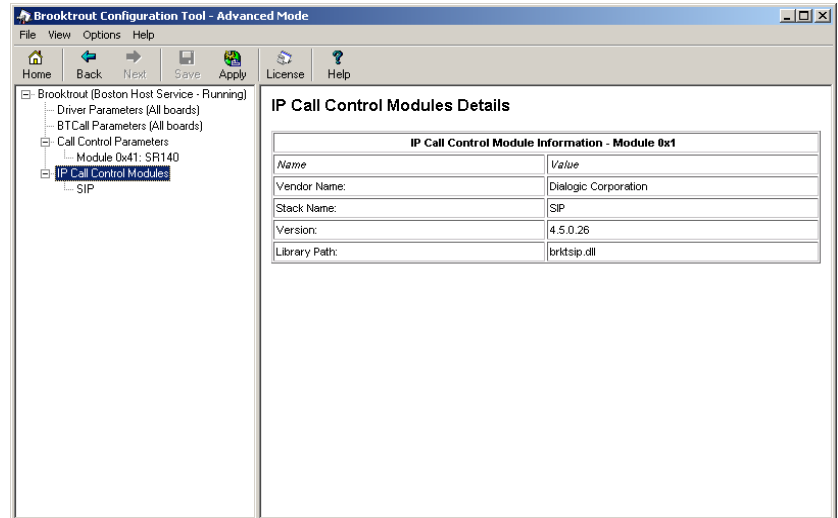 Brooktrout Configuration Tool - Advanced Mode
File View Options Help
Home Back Next Save Apply License Help
Brooktrout (Boston Host Service - Running)
Driver Parameters (All boards)
BTCall Parameters (All boards)
Call Control Parameters
Module 0x41: SR140
IP Call Control Modules
SIP
IP Call Control Modules Details
IP Call Control Module Information - Module 0x1
Name Value
Vendor Name: Dialogic Corporation
Stack Name: SIP
Version: 4.5.0.26
Library Path: brktsip.dll